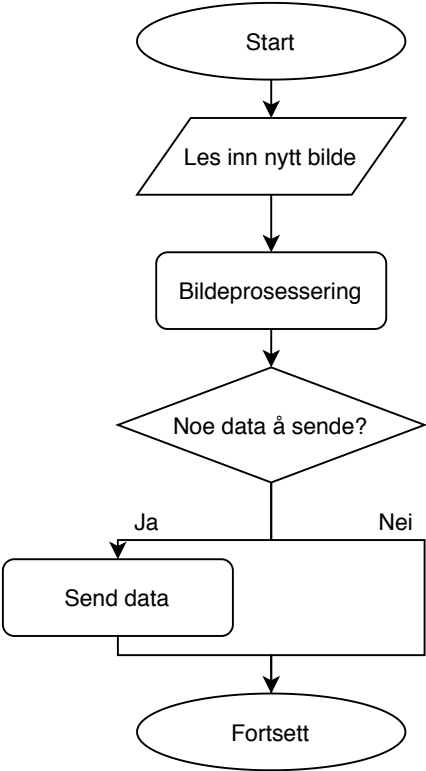 Start
Les inn nytt bilde
Bildeprosessering
Noe data å sende?
Ja
Nei
Send data
Fortsett